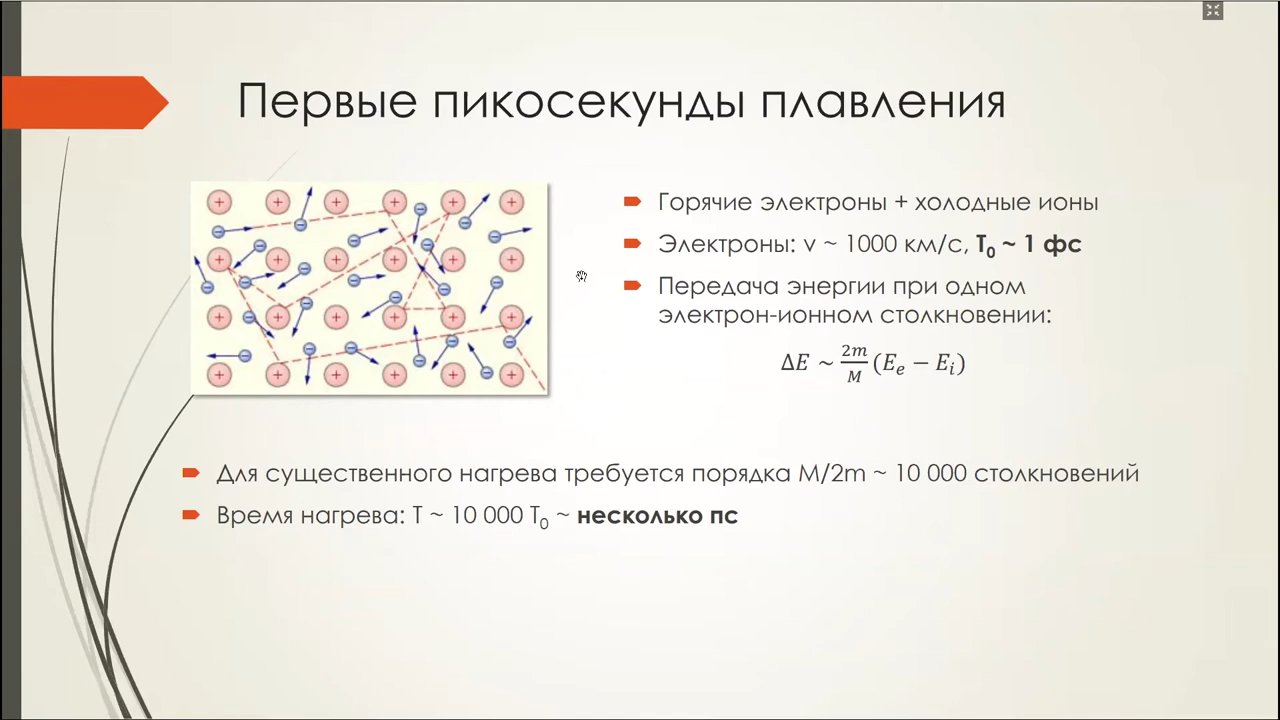 Первые пикосекунды плавления
Горячие электроны + холодные ионы
Электроны: v ~ 1000 км/с, T₀ ~ 1 фс
Передача энергии при одном
электрон-ионном столкновении:
ΔE ~ 2m/M (Eₑ − Eᵢ)
Для существенного нагрева требуется порядка M/2m ~ 10 000 столкновений
Время нагрева: T ~ 10 000 T₀ ~ несколько пс